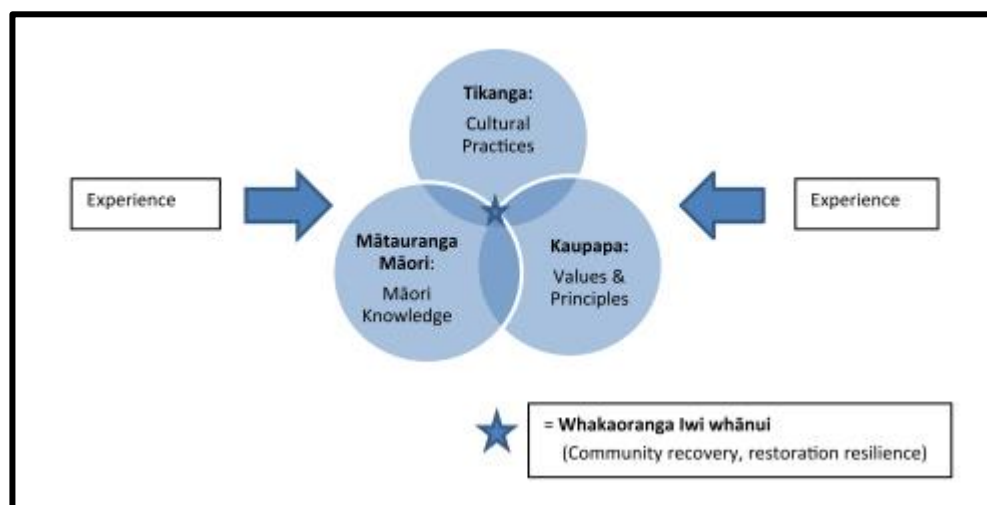 Tikanga:
Cultural
Practices
Experience
Experience
Mātauranga
Māori:
Māori
Knowledge
Kaupapa:
Values &
Principles
= Whakaoranga Iwi whānui
(Community recovery, restoration resilience)